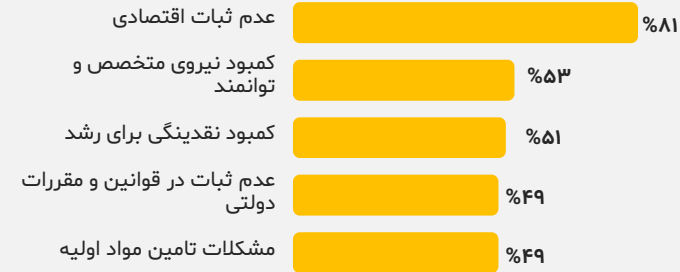 عدم ثبات اقتصادی
%۸۱
کمبود نیروی متخصص و
توانمند
%۵۳
کمبود نقدینگی برای رشد
%۵۱
عدم ثبات در قوانین و مقررات
دولتی
%۴۹
مشکلات تامین مواد اولیه
%۴۹